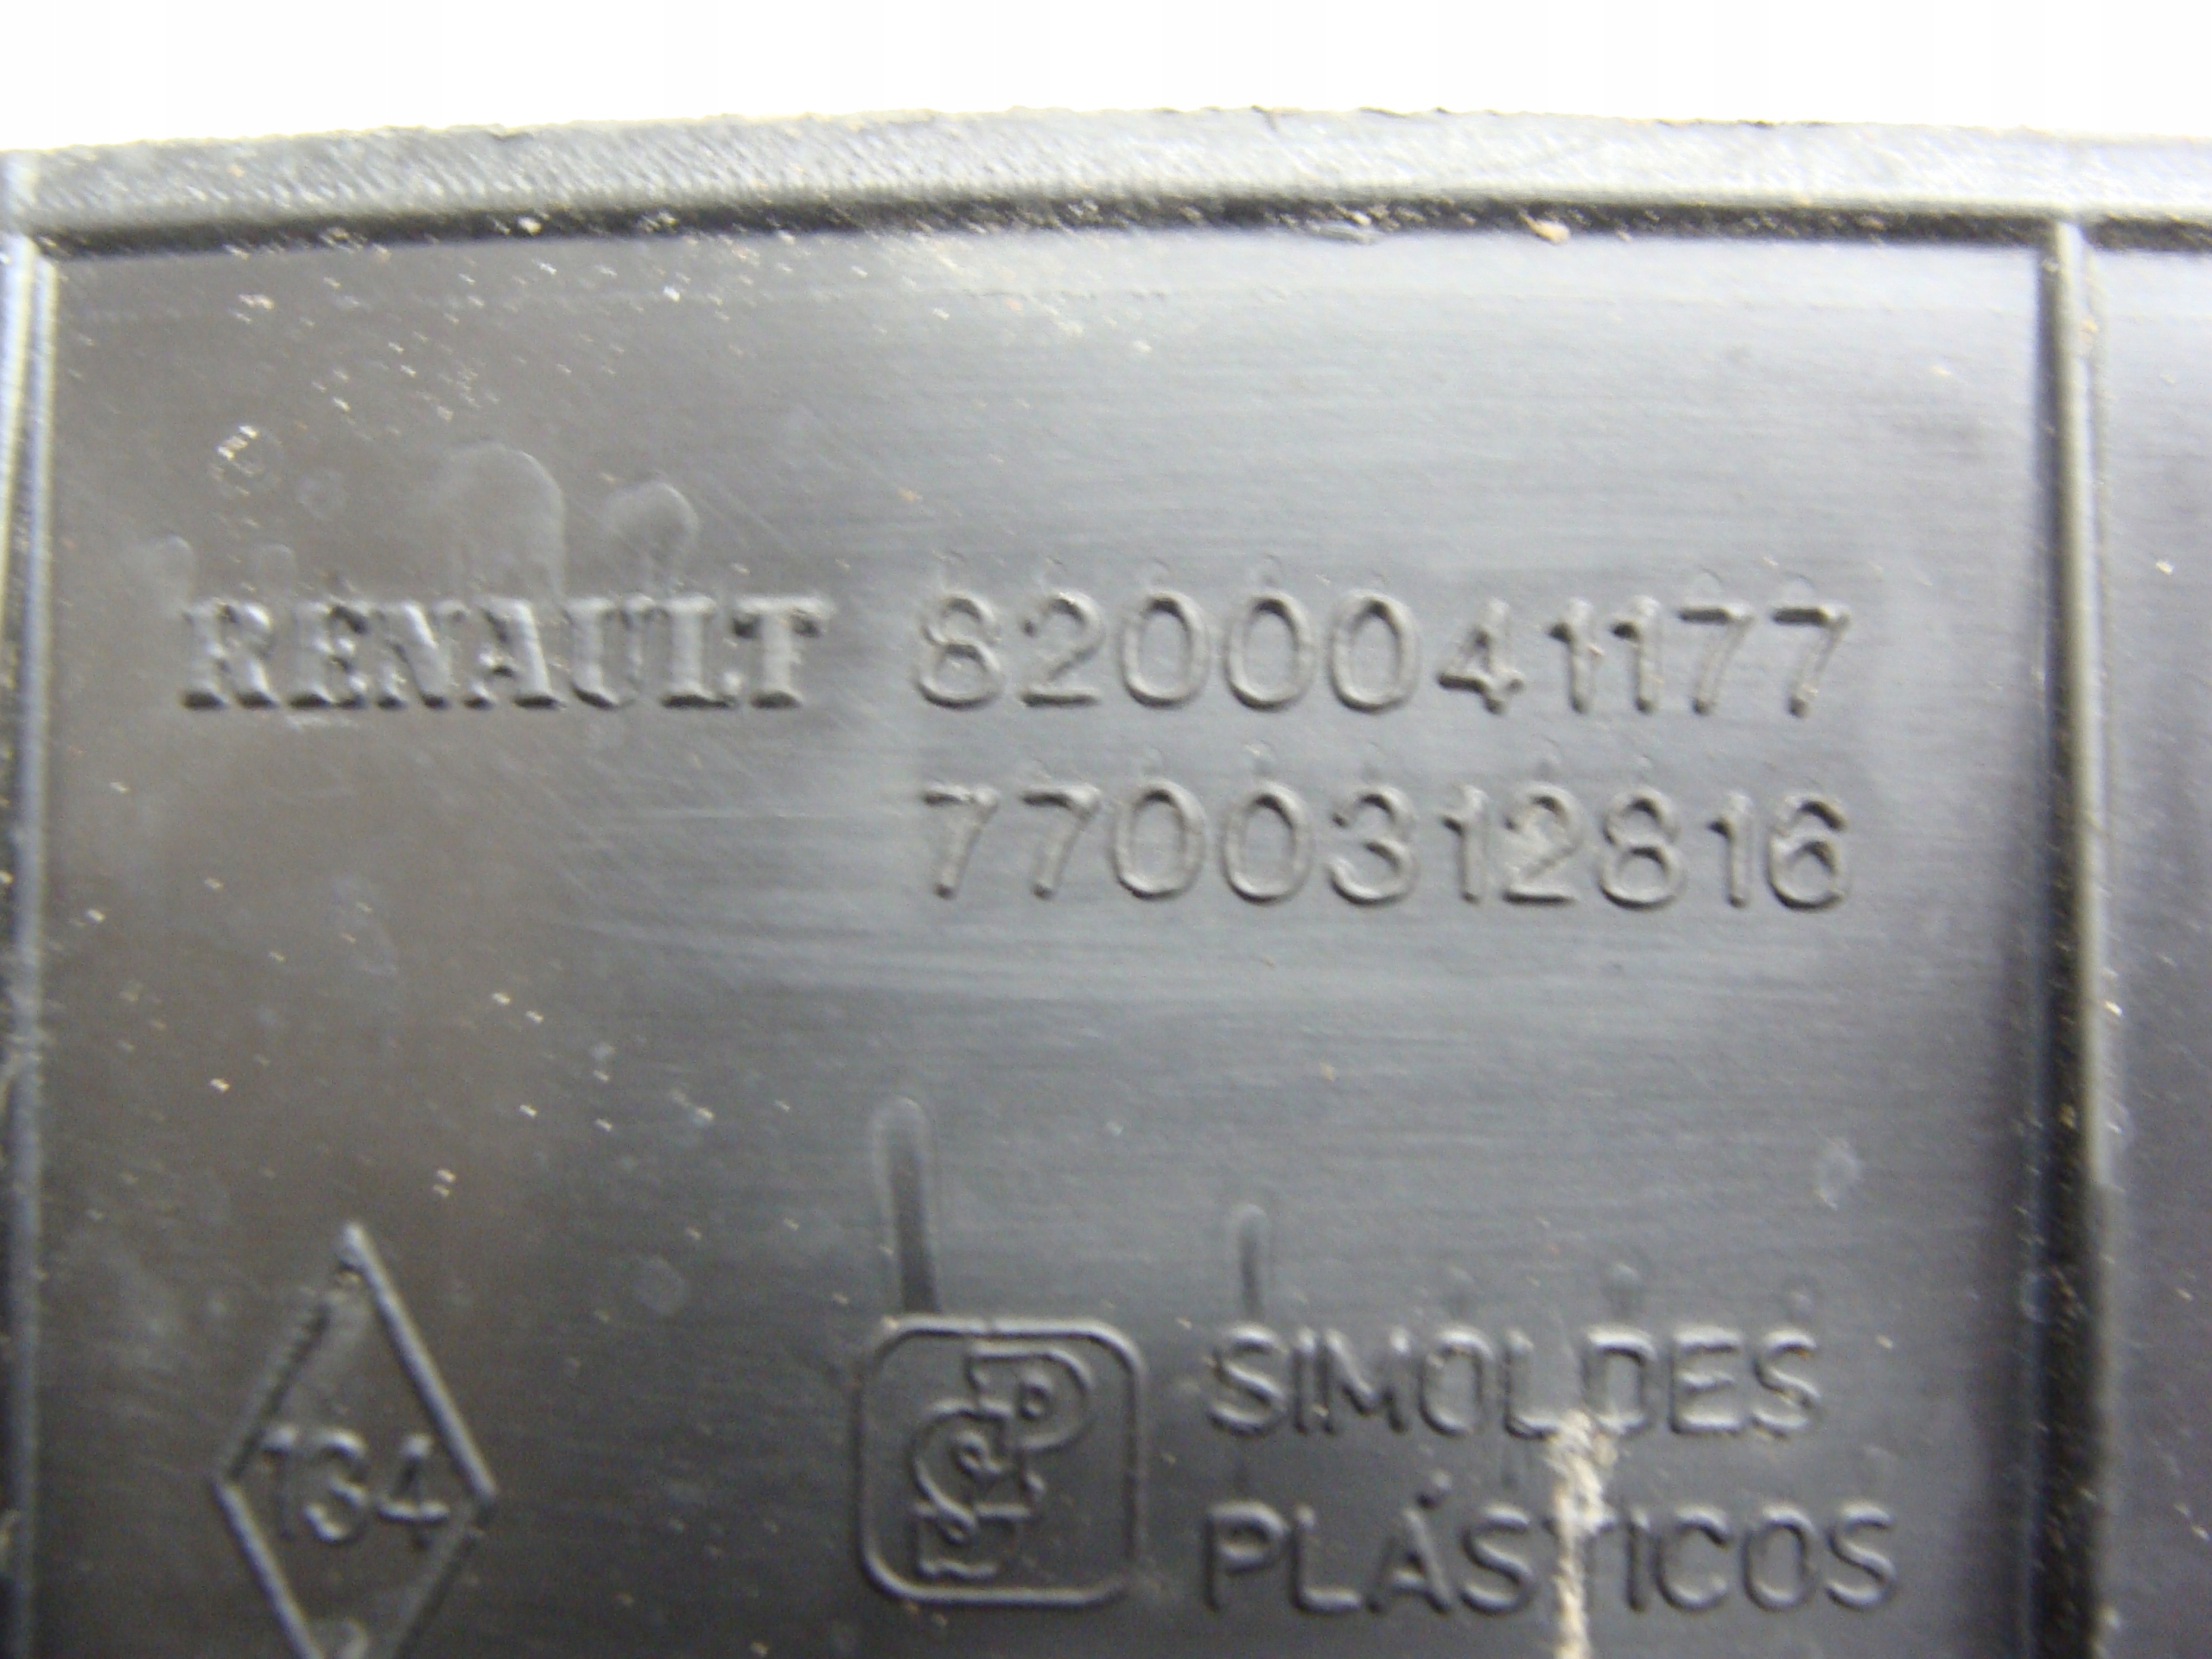 RENAULT 8200041177
7700312816
134
SIMOLDES
PLÁSTICOS